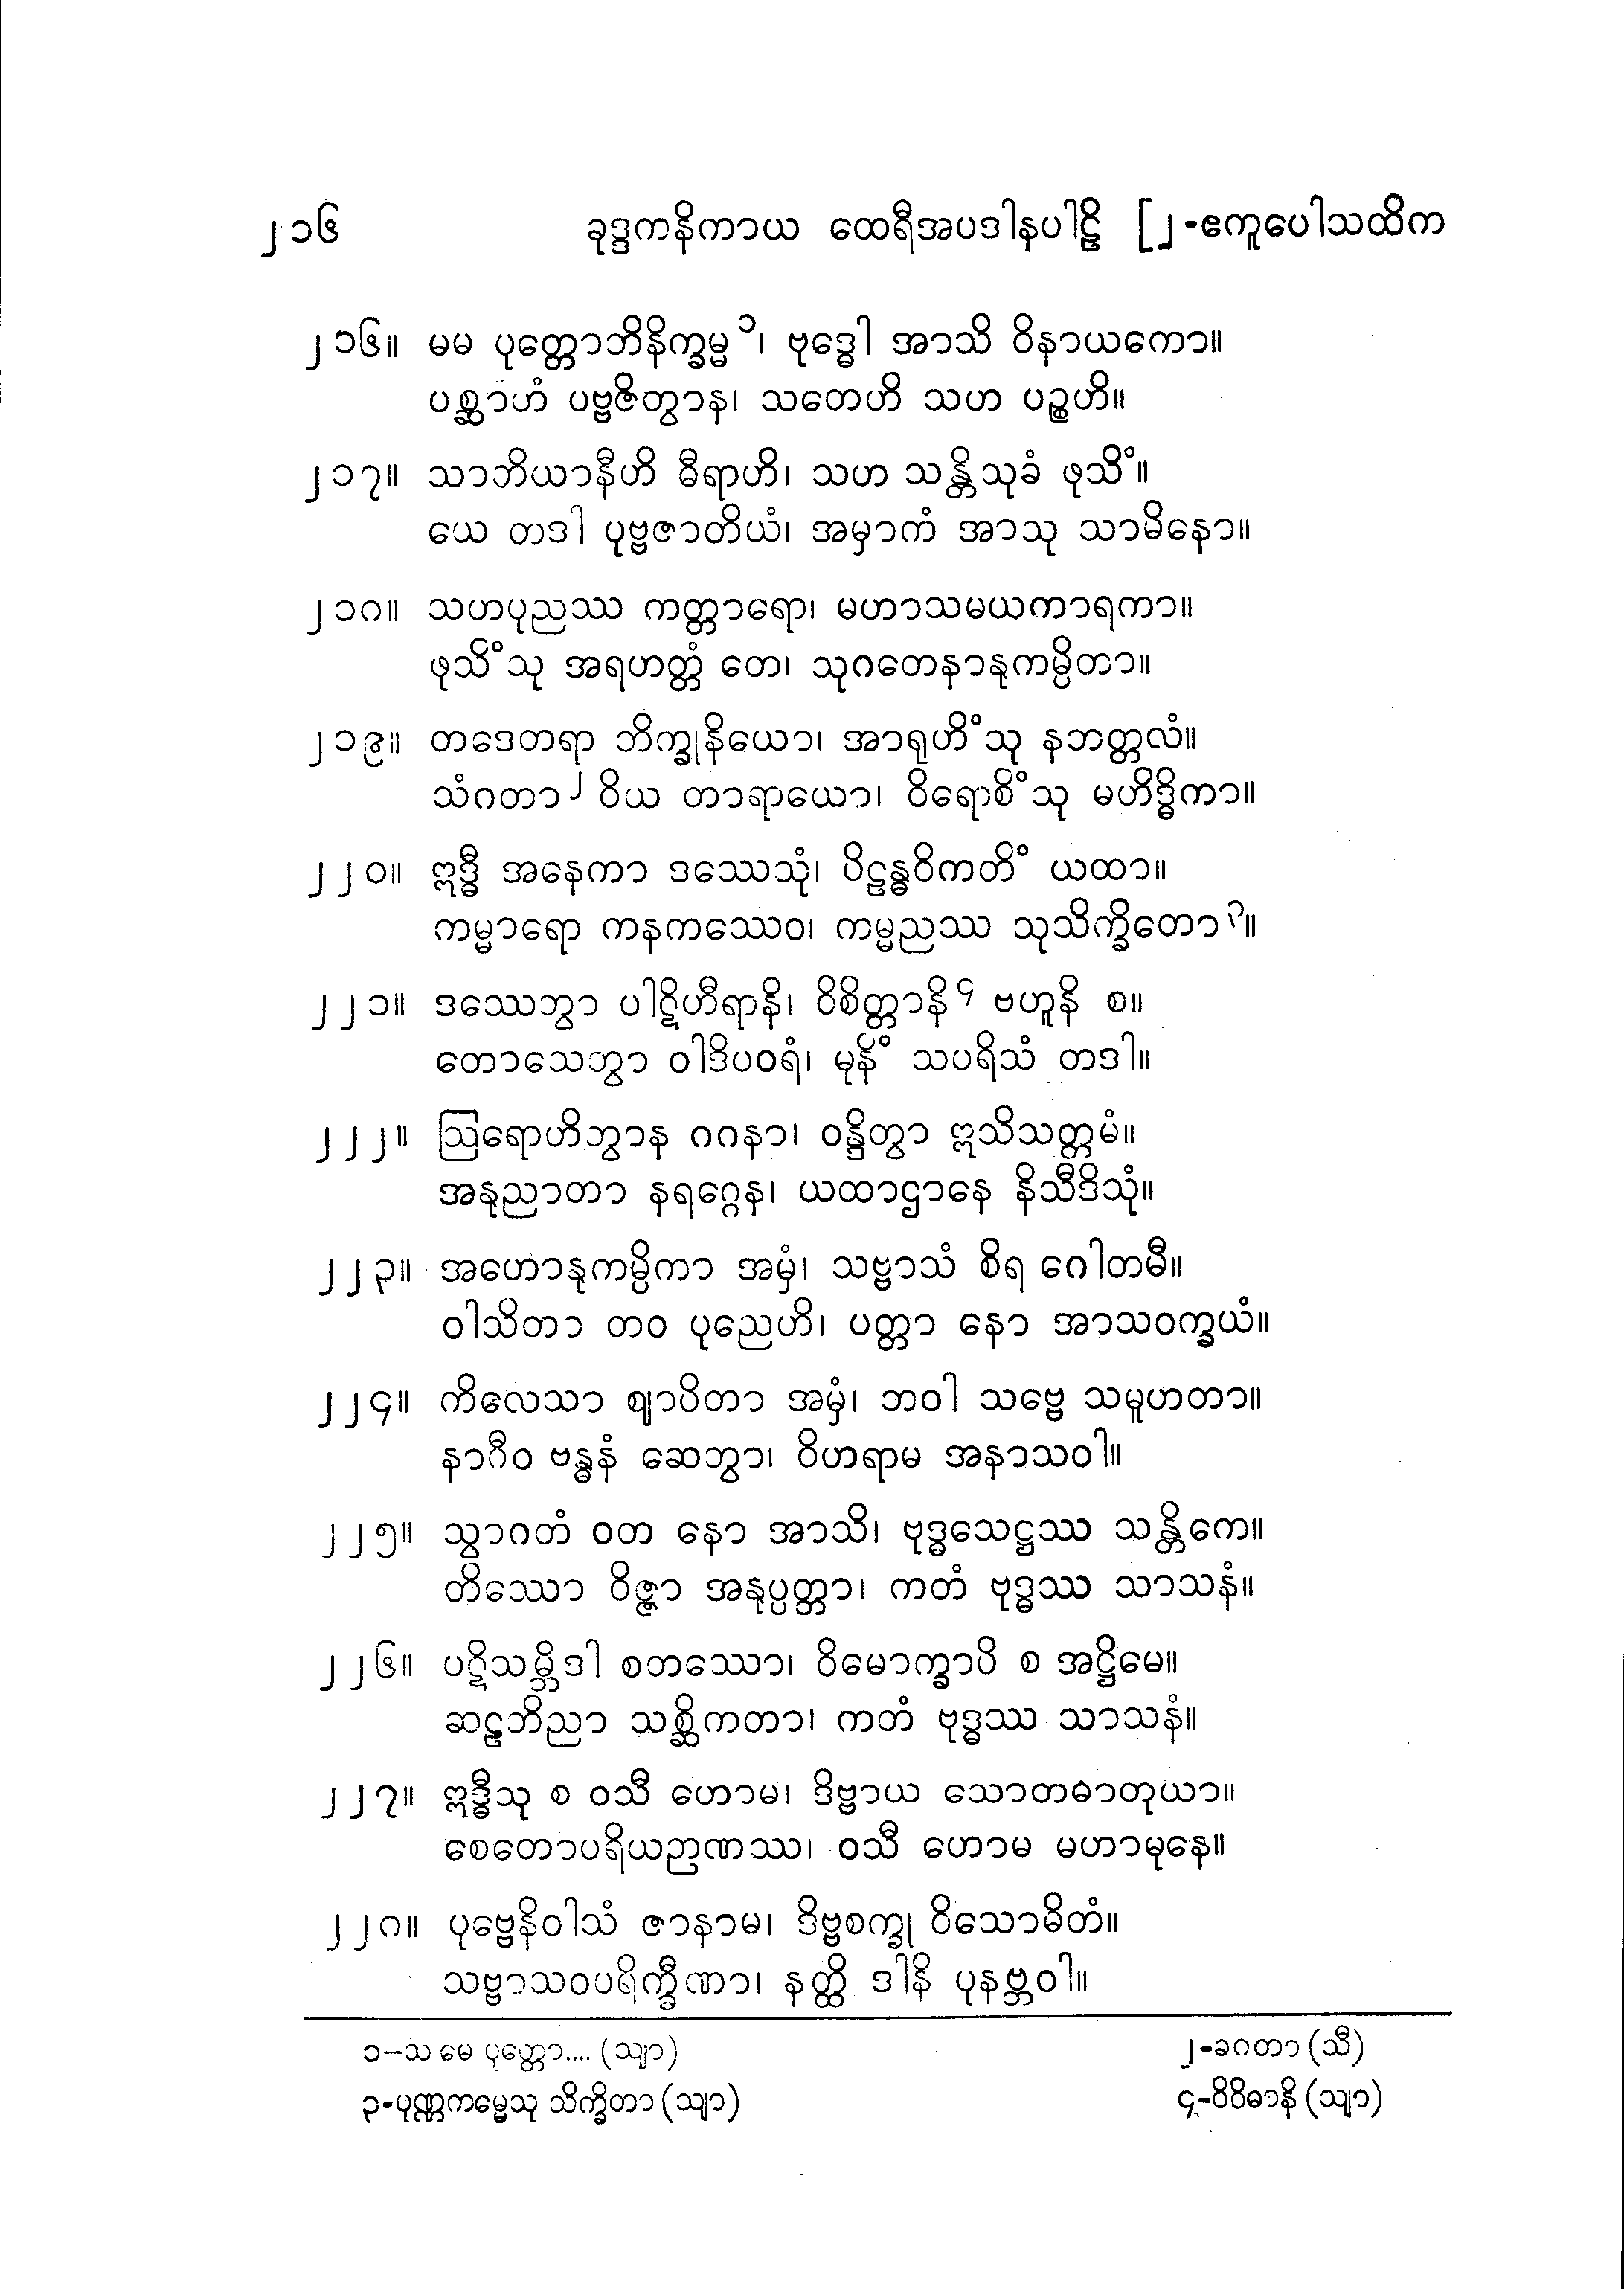 ၂၁၆ ခုဒ္ဒကနိကာယ ထေရီအပဒါနပါဠိ [၂-ဧကူပေါသထိက
၂၁၆။ မမ ပုတ္တောဘိနိက္ခမ္မ ၁၊ ဗုဒ္ဓေါ အာသိ ဝိနာယကော။
ပစ္ဆာဟံ ပဗ္ဗဇိတွာန၊ သတေဟိ သဟ ပဉ္စဟိ။
၂၁၇။ သာဘိယာနီဟိ ဓီရာဟိ၊ သဟ သန္တိသုခံ ဖုသိံ။
ယေ တဒါ ပုဗ္ဗဇာတိယံ၊ အမှာကံ အာသု သာမိနော။
၂၁၈။ သဟပုညဿ ကတ္တာရော၊ မဟာသမယကာရကာ။
ဖုသိံသု အရဟတ္တံ တေ၊ သုဂတေနာနုကမ္ပိတာ။
၂၁၉။ တဒေတရာ ဘိက္ခုနိယော၊ အာရုဟိံသု နဘတ္တလံ။
သံဂတာ ၂ ဝိယ တာရာယော၊ ဝိရောစိံသု မဟိဒ္ဓိကာ။
၂၂၀။ ဣဒ္ဓီ အနေကာ ဒဿေသုံ၊ ပိဠန္ဓဝိကတိံ ယထာ။
ကမ္မာရော ကနကဿေဝ၊ ကမ္မညဿ သုသိက္ခိတော ၃။
၂၂၁။ ဒဿေတွာ ပါဋိဟီရာနိ၊ ဝိစိတ္တာနိ ၄ ဗဟူနိ စ။
တောသေတွာ ဝါဒိပဝရံ၊ မုနိံ သပရိသံ တဒါ။
၂၂၂။ ဩရောဟိတွာန ဂဂနာ၊ ဝန္ဒိတွာ ဣသိသတ္တမံ။
အနုညာတာ နရဂ္ဂေန၊ ယထာဌာနေ နိသီဒိသုံ။
၂၂၃။ အဟောနုကမ္ပိကာ အမှံ၊ သဗ္ဗာသံ စိရ ဂေါတမီ။
ဝါသိတာ တဝ ပုညေဟိ၊ ပတ္တာ နော အာသဝက္ခယံ။
၂၂၄။ ကိလေသာ ဈာပိတာ အမှံ၊ ဘဝါ သဗ္ဗေ သမူဟတာ။
နာဂီဝ ဗန္ဓနံ ဆေတွာ၊ ဝိဟရာမ အနာသဝါ။
၂၂၅။ သွာဂတံ ဝတ နော အာသိ၊ ဗုဒ္ဓသေဋ္ဌဿ သန္တိကေ။
တိဿော ဝိဇ္ဇာ အနုပ္ပတ္တာ၊ ကတံ ဗုဒ္ဓဿ သာသနံ။
၂၂၆။ ပဋိသမ္ဘိဒါ စတဿော၊ ဝိမောက္ခာပိ စ အဋ္ဌိမေ။
ဆဠဘိညာ သစ္ဆိကတာ၊ ကတံ ဗုဒ္ဓဿ သာသနံ။
၂၂၇။ ဣဒ္ဓီသု စ ဝသီ ဟောမ၊ ဒိဗ္ဗာယ သောတဓာတုယာ။
စေတောပရိယဉာဏဿ၊ ဝသီ ဟောမ မဟာမုနေ။
၂၂၈။ ပုဗ္ဗေနိဝါသံ ဇာနာမ၊ ဒိဗ္ဗစက္ခု ဝိသောဓိတံ။
သဗ္ဗာသဝပရိက္ခီဏာ၊ နတ္ထိ ဒါနိ ပုနဗ္ဘဝါ။
၁-သ မေ ပုတ္တော.... (သျာ) ၂-ခဂတာ (သီ)
၃-ပုဏ္ဏကမ္မေသု သိက္ခိတာ (သျာ) ၄-ဝိဝိဓာနိ (သျာ)